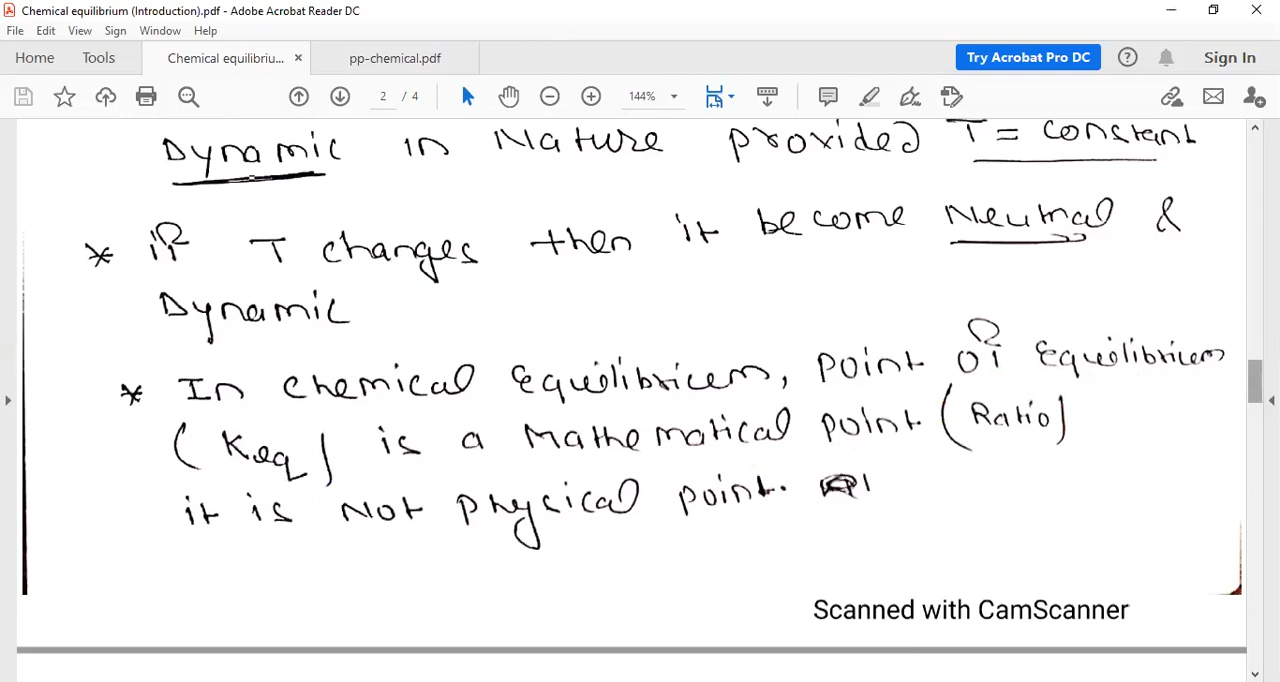 Chemical equilibrium (Introduction).pdf - Adobe Acrobat Reader DC
File Edit View Sign Window Help
Home Tools Chemical equilibriu... × pp-chemical.pdf Try Acrobat Pro DC Sign In
2 / 4 144%
Dynamic in Nature provided T = constant
* if T changes then it become Neutral &
Dynamic
* In chemical Equilibrium, point of Equilibrium
(Keq) is a Mathematical point (Ratio)
it is Not physical point.
Scanned with CamScanner